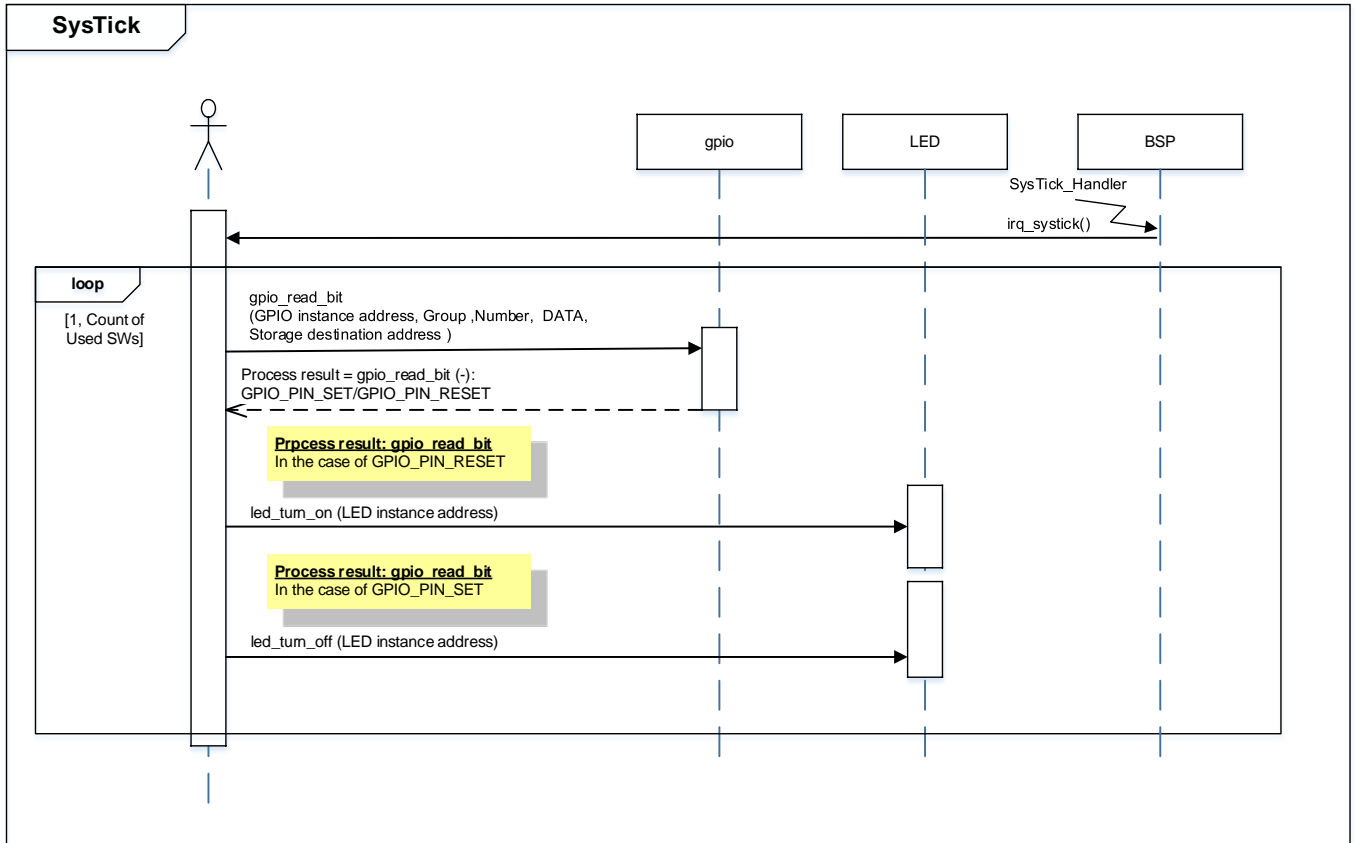 SysTick
gpio
LED
BSP
SysTick_Handler
irq_systick()
loop
[1, Count of
Used SWs]
gpio_read_bit
(GPIO instance address, Group ,Number,  DATA,
Storage destination address )
Process result = gpio_read_bit (-):
GPIO_PIN_SET/GPIO_PIN_RESET
Prpcess result: gpio_read_bit
In the case of GPIO_PIN_RESET
led_turn_on (LED instance address)
Process result: gpio_read_bit
In the case of GPIO_PIN_SET
led_turn_off (LED instance address)